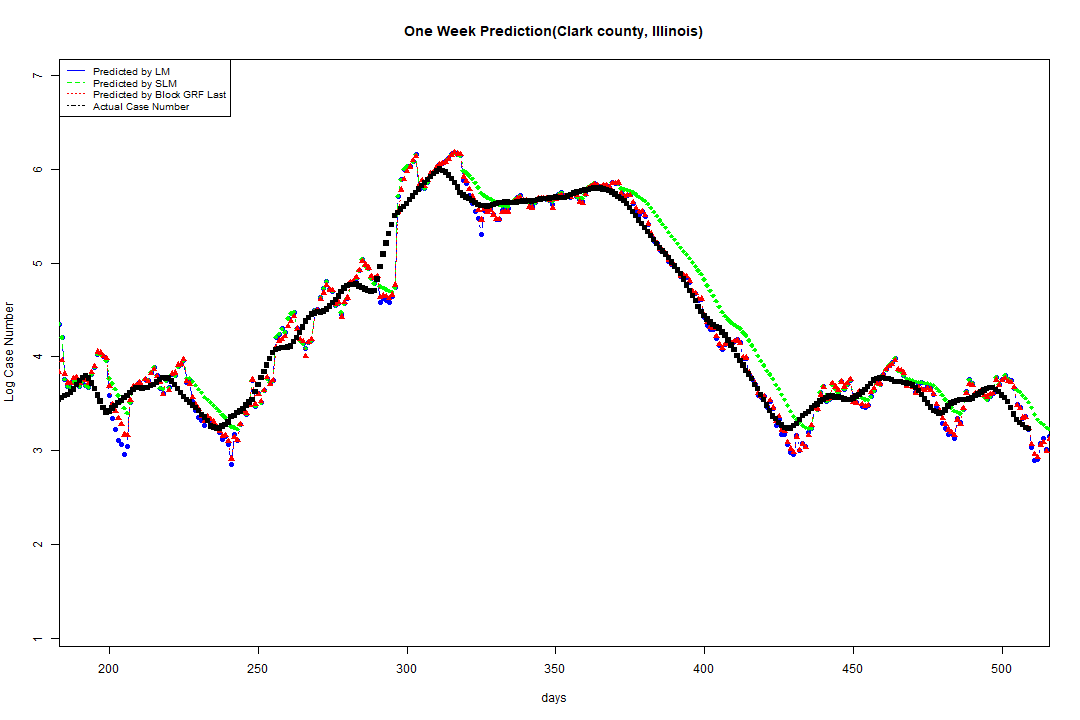 One Week Prediction(Clark county, Illinois)
Predicted by LM
Predicted by SLM
Predicted by Block GRF Last
Actual Case Number
7
6
5
4
3
2
1
Log Case Number
200 250 300 350 400 450 500
days